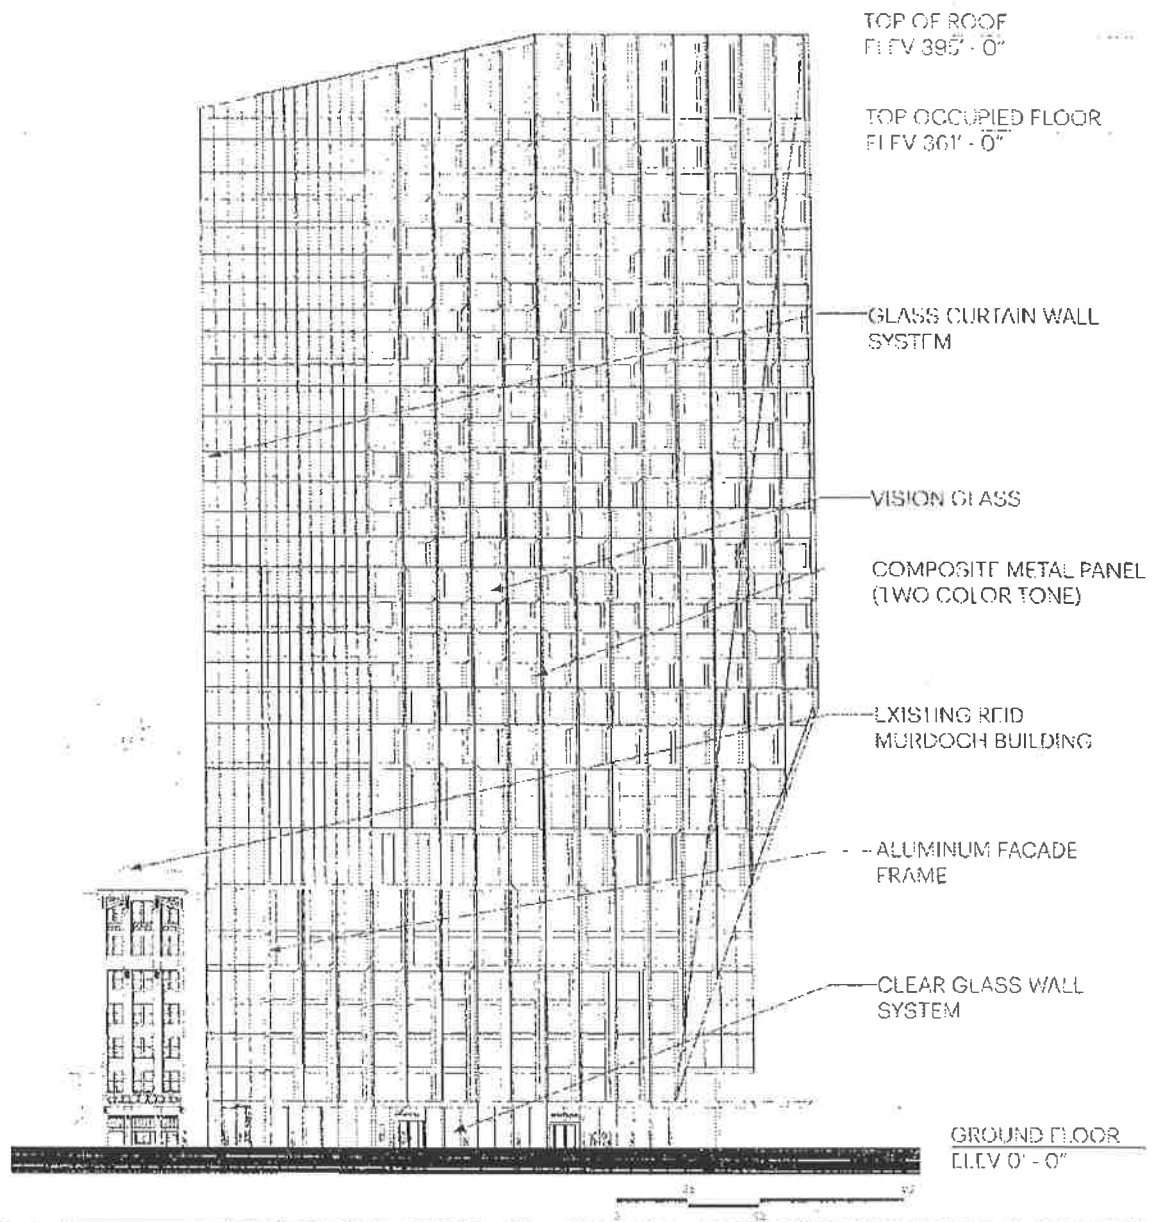 TOP OF ROOF
ELEV 395' - 0"
TOP OCCUPIED FLOOR
ELEV 361' - 0"
GLASS CURTAIN WALL
SYSTEM
VISION GLASS
COMPOSITE METAL PANEL
(TWO COLOR TONE)
EXISTING REID
MURDOCH BUILDING
ALUMINUM FACADE
FRAME
CLEAR GLASS WALL
SYSTEM
GROUND FLOOR
ELEV 0' - 0"